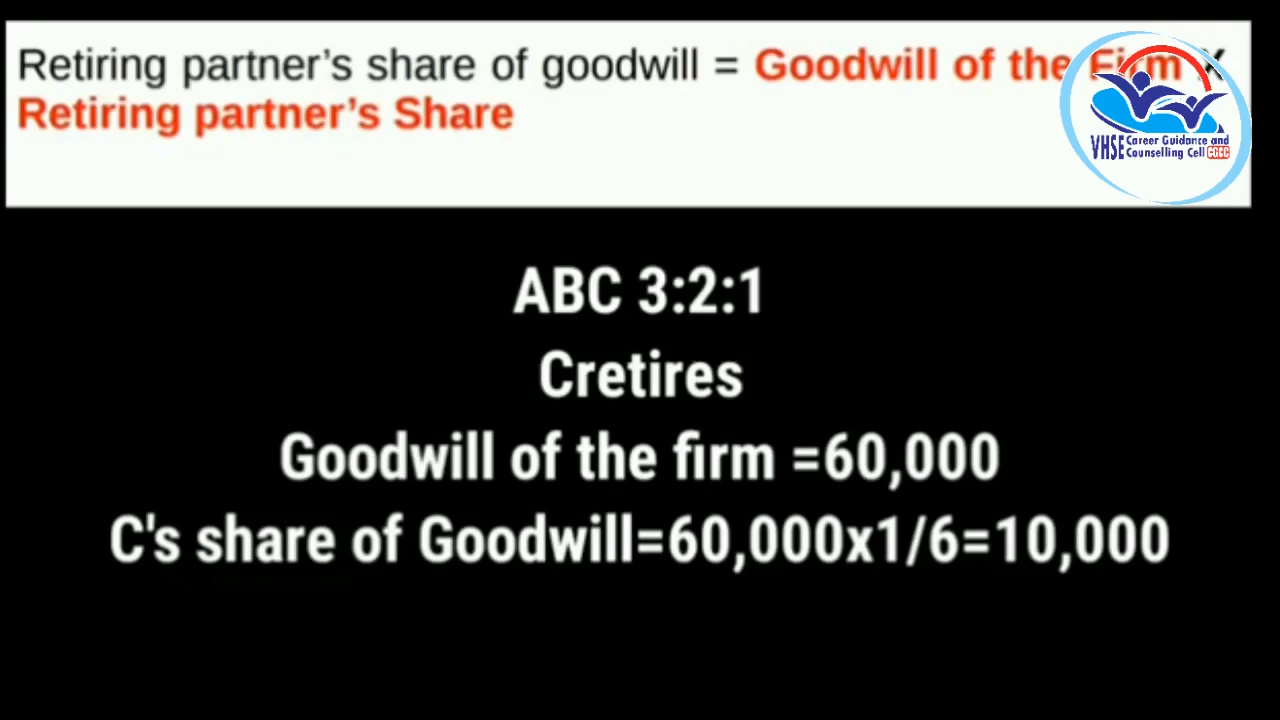 Retiring partner's share of goodwill = Goodwill of the Firm X
Retiring partner's Share
VHSE Career Guidance and
Counselling Cell CGCC
ABC 3:2:1
Cretires
Goodwill of the firm =60,000
C's share of Goodwill=60,000x1/6=10,000